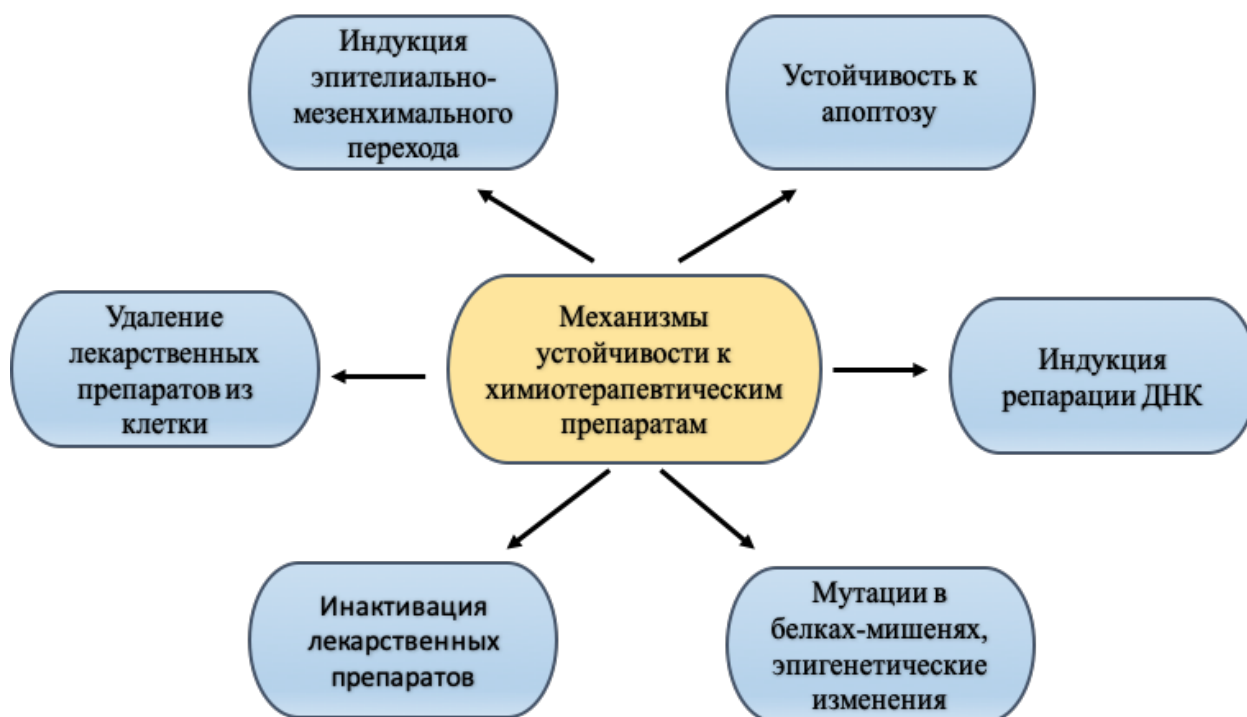 Индукция
эпителиально-
мезенхимального
перехода
Устойчивость к
апоптозу
Удаление
лекарственных
препаратов из
клетки
Механизмы
устойчивости к
химиотерапевтическим
препаратам
Индукция
репарации ДНК
Инактивация
лекарственных
препаратов
Мутации в
белках-мишенях,
эпигенетические
изменения